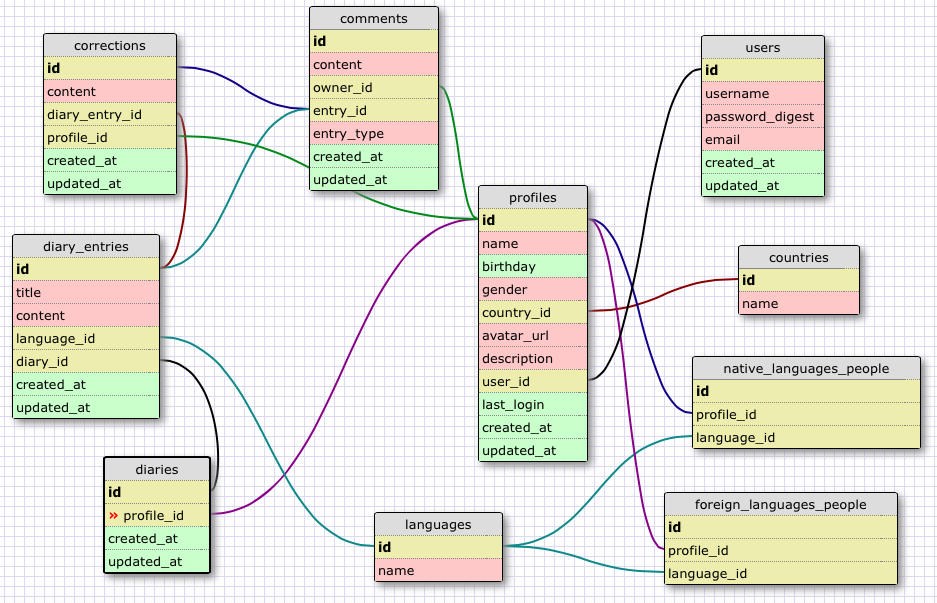 corrections
id
content
diary_entry_id
profile_id
created_at
updated_at
comments
id
content
owner_id
entry_id
entry_type
created_at
updated_at
users
id
username
password_digest
email
created_at
updated_at
profiles
id
name
birthday
gender
country_id
avatar_url
description
user_id
last_login
created_at
updated_at
diary_entries
id
title
content
language_id
diary_id
created_at
updated_at
countries
id
name
native_languages_people
id
profile_id
language_id
diaries
id
» profile_id
created_at
updated_at
languages
id
name
foreign_languages_people
id
profile_id
language_id